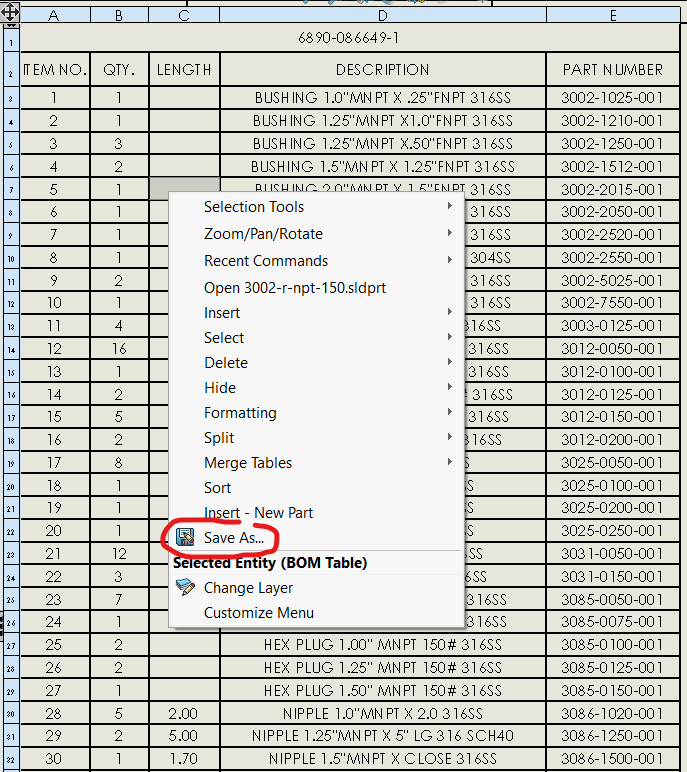 A B C D E
1 6890-086649-1
2 ITEM NO. QTY. LENGTH DESCRIPTION PART NUMBER
3 1 1 BUSHING 1.0"MNPT X .25"FNPT 316SS 3002-1025-001
4 2 1 BUSHING 1.25"MNPT X1.0"FNPT 316SS 3002-1210-001
5 3 3 BUSHING 1.25"MNPT X.50"FNPT 316SS 3002-1250-001
6 4 2 BUSHING 1.5"MNPT X 1.25"FNPT 316SS 3002-1512-001
7 5 1 BUSHING 2.0"MNPT X 1.5"FNPT 316SS 3002-2015-001
8 6 1 316SS 3002-2050-001
9 7 1 316SS 3002-2520-001
10 8 1 304SS 3002-2550-001
11 9 2 316SS 3002-5025-001
12 10 1 316SS 3002-7550-001
13 11 4 316SS 3003-0125-001
14 12 16 316SS 3012-0050-001
15 13 1 316SS 3012-0100-001
16 14 2 316SS 3012-0125-001
17 15 5 316SS 3012-0150-001
18 16 2 316SS 3012-0200-001
19 17 8 3025-0050-001
20 18 1 3025-0100-001
21 19 1 3025-0200-001
22 20 1 3025-0250-001
23 21 12 3031-0050-001
24 22 3 3031-0150-001
25 23 7 316SS 3085-0050-001
26 24 1 316SS 3085-0075-001
27 25 2 HEX PLUG 1.00" MNPT 150# 316SS 3085-0100-001
28 26 2 HEX PLUG 1.25" MNPT 150# 316SS 3085-0125-001
29 27 1 HEX PLUG 1.50" MNPT 150# 316SS 3085-0150-001
30 28 5 2.00 NIPPLE 1.0"MNPT X 2.0 316SS 3086-1020-001
31 29 2 5.00 NIPPLE 1.25"MNPT X 5" LG 316 SCH40 3086-1250-001
32 30 1 1.70 NIPPLE 1.5"MNPT X CLOSE 316SS 3086-1500-001
Selection Tools
Zoom/Pan/Rotate
Recent Commands
Open 3002-r-npt-150.sldprt
Insert
Select
Delete
Hide
Formatting
Split
Merge Tables
Sort
Insert - New Part
Save As...
Selected Entity (BOM Table)
Change Layer
Customize Menu